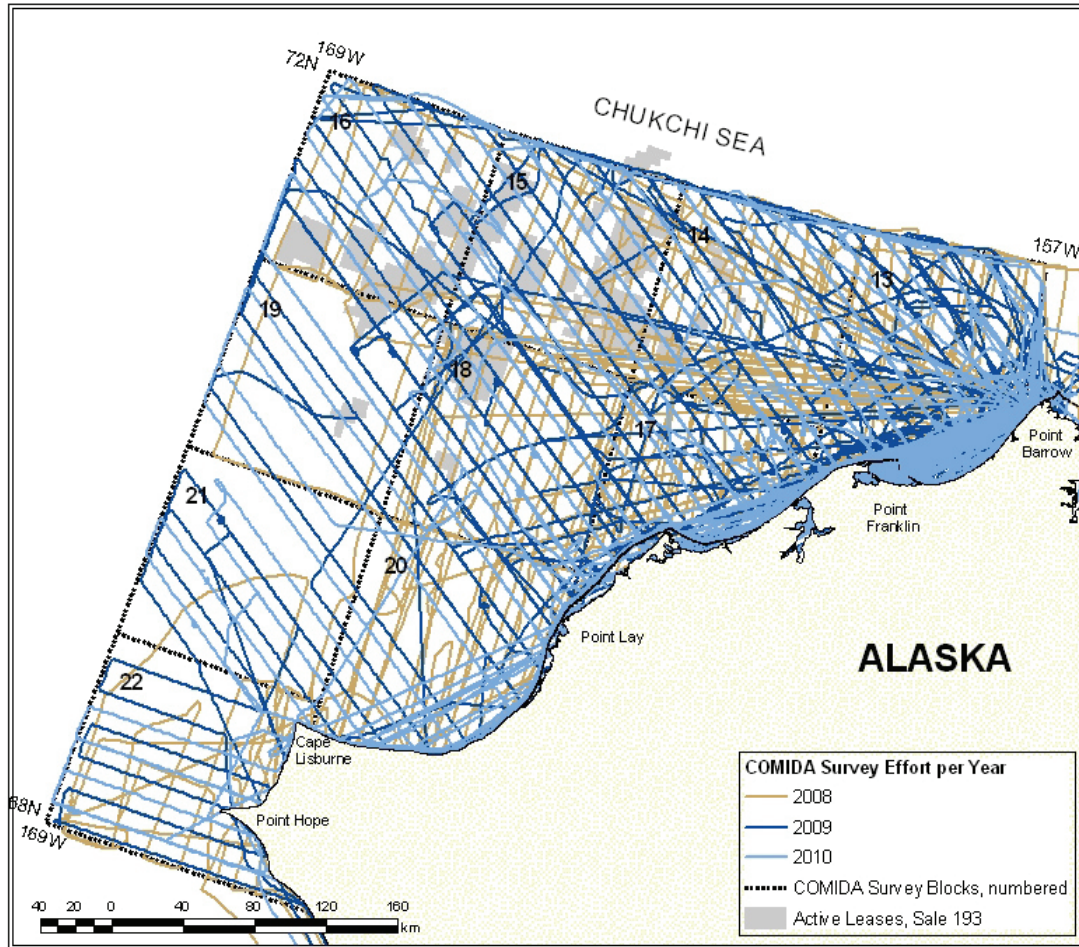 169W
72N
CHUKCHI SEA
16
15
14
157W
13
19
18
17
Point
Barrow
21
Point
Franklin
20
Point Lay
ALASKA
22
Cape
Lisburne
68N
169W
Point Hope
COMIDA Survey Effort per Year
2008
2009
2010
COMIDA Survey Blocks, numbered
Active Leases, Sale 193
40 20 0 40 80 120 160
km